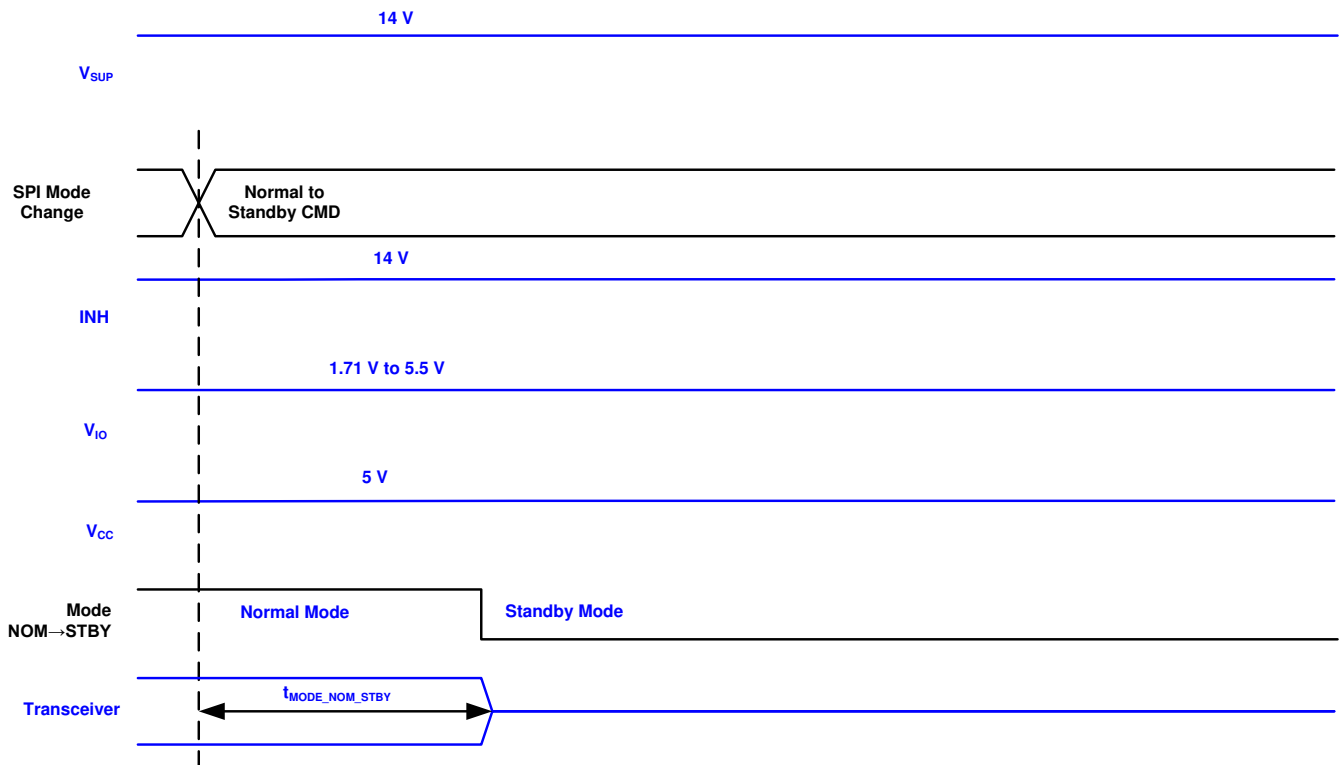 14 V
VSUP
SPI Mode
Change
Normal to
Standby CMD
14 V
INH
1.71 V to 5.5 V
VIO
5 V
VCC
Mode
NOM→STBY
Normal Mode
Standby Mode
Transceiver
tMODE_NOM_STBY